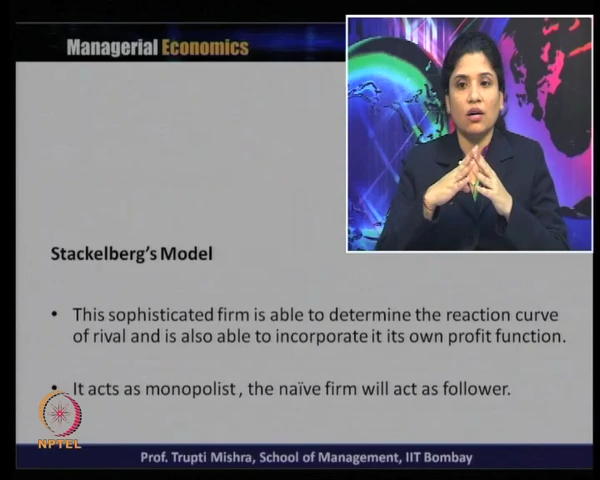 Managerial Economics
Stackelberg's Model
• This sophisticated firm is able to determine the reaction curve
of rival and is also able to incorporate it its own profit function.
• It acts as monopolist , the naïve firm will act as follower.
NPTEL
Prof. Trupti Mishra, School of Management, IIT Bombay